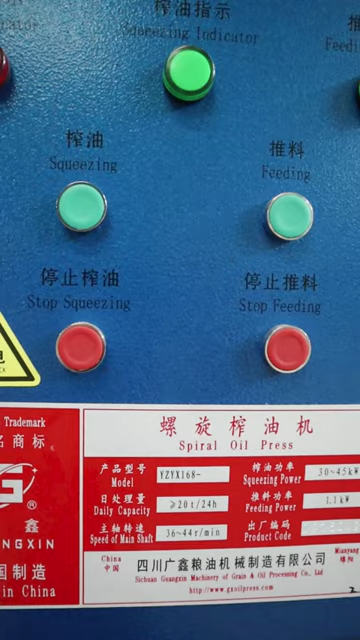 榨油指示
Squeezing Indicator
榨油
Squeezing
推料
Feeding
停止榨油
Stop Squeezing
停止推料
Stop Feeding
Trademark
名商标
®
鑫
NGXIN
国制造
in China
螺旋榨油机
Spiral Oil Press
产品型号
Model
YZYX168-
榨油功率
Squeezing Power
30~45kW
日处理量
Daily Capacity
≥20t/24h
推料功率
Feeding Power
1.1kW
主轴转速
Speed of Main Shaft
36~44r/min
出厂编码
Product Code
China
中国
四川广鑫粮油机械制造有限公司
Sichuan Guangxin Machinery of Grain & Oil Processing Co., Ltd
http://www.gxoilpress.com
Mianyang
绵阳